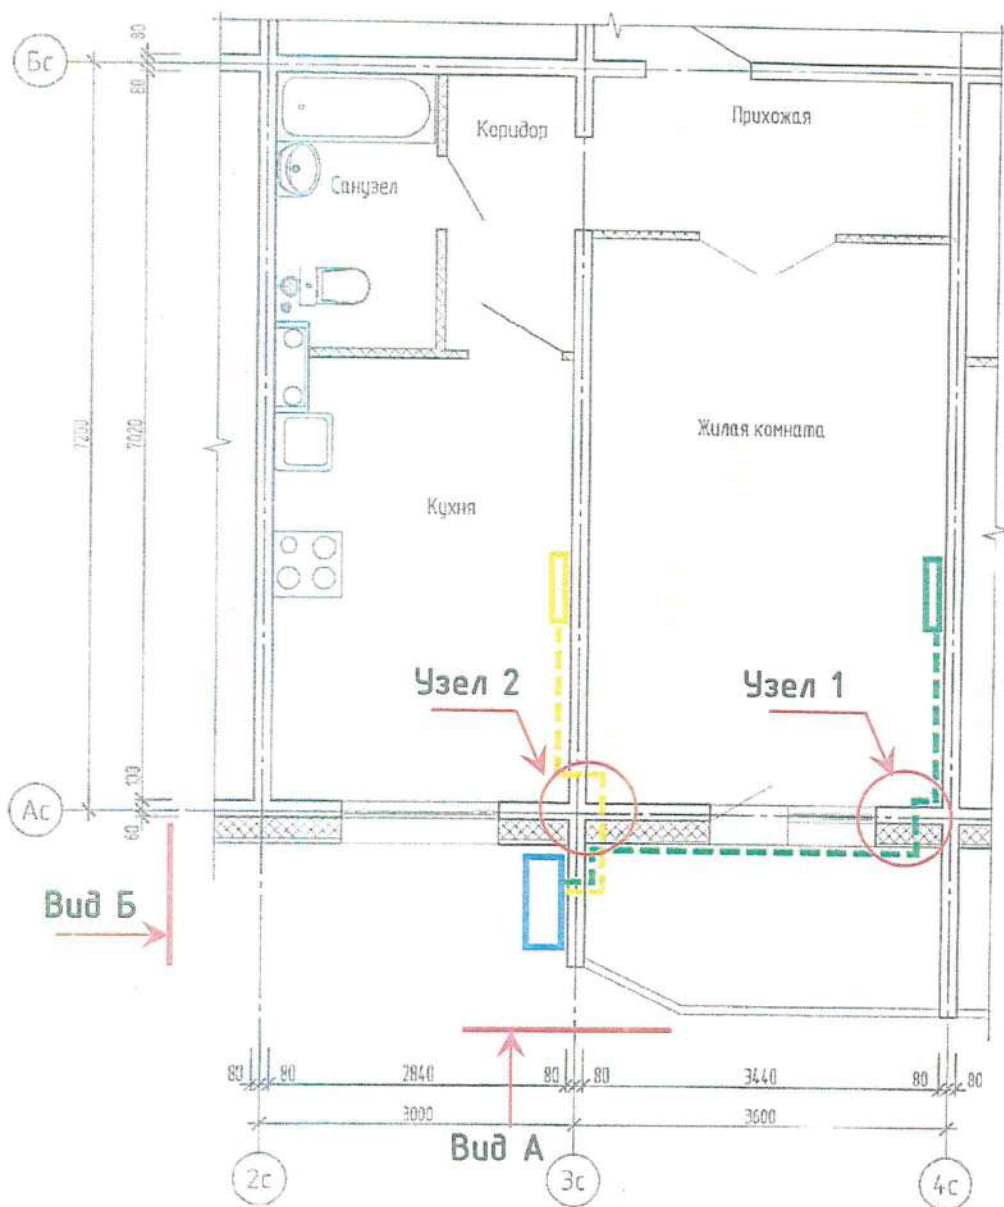 Бс
80
80
Коридор
Прихожая
Санузел
7200
7020
Жилая комната
Кухня
Узел 2
Узел 1
100
Ас
60
Вид Б
80
80
2840
80
80
3440
80
80
3000
3600
Вид А
2с
3с
4с